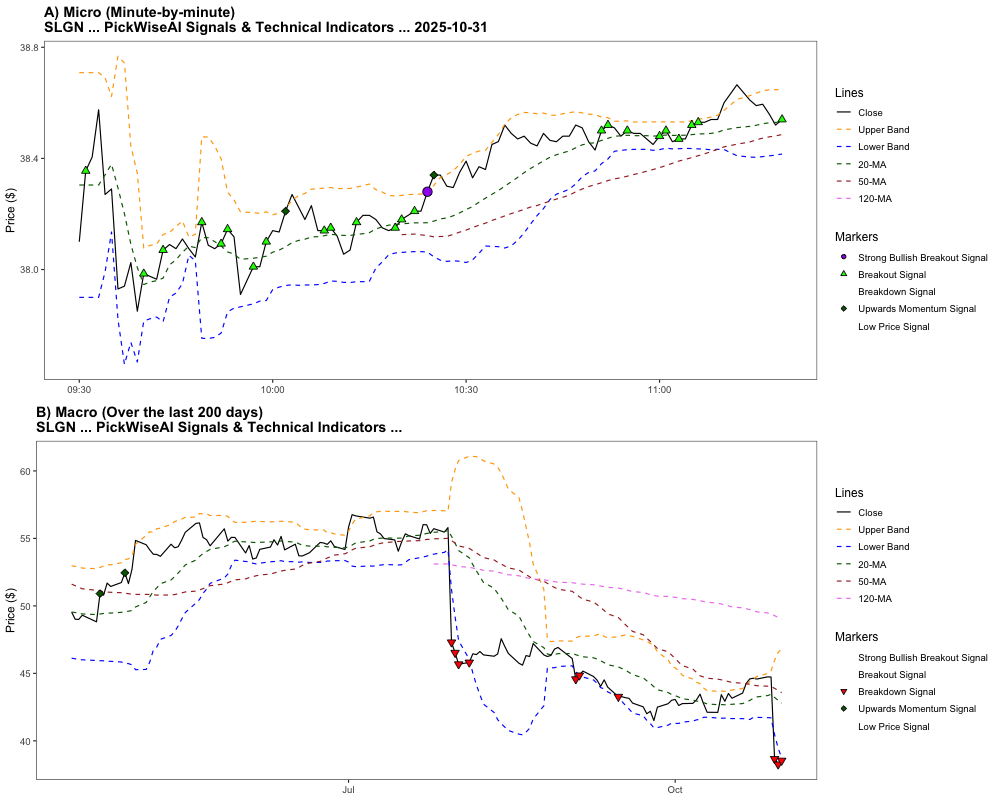 A) Micro (Minute-by-minute)
SLGN ... PickWiseAI Signals & Technical Indicators ... 2025-10-31
Price ($)
38.8
38.4
38.0
09:30
10:00
10:30
11:00
Lines
Close
Upper Band
Lower Band
20-MA
50-MA
120-MA
Markers
Strong Bullish Breakout Signal
Breakout Signal
Breakdown Signal
Upwards Momentum Signal
Low Price Signal
B) Macro (Over the last 200 days)
SLGN ... PickWiseAI Signals & Technical Indicators ...
Price ($)
60
55
50
45
40
Jul
Oct
Lines
Close
Upper Band
Lower Band
20-MA
50-MA
120-MA
Markers
Strong Bullish Breakout Signal
Breakout Signal
Breakdown Signal
Upwards Momentum Signal
Low Price Signal